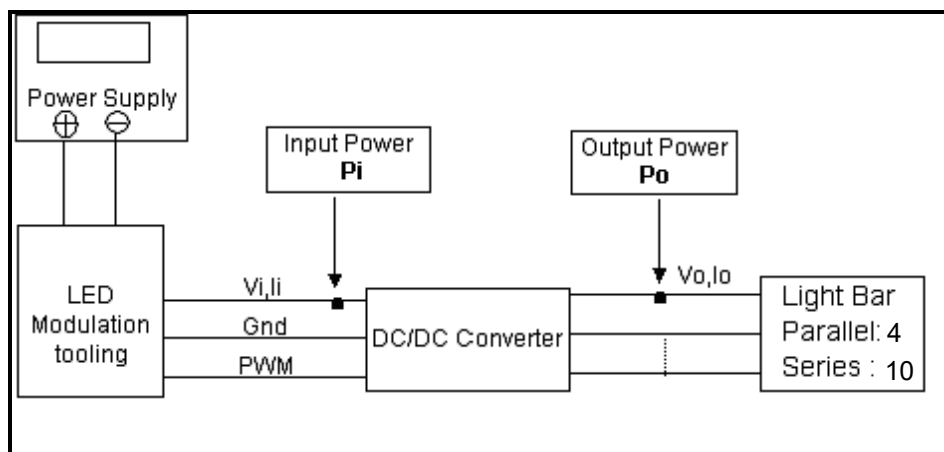 Power Supply
Input Power
Pi
Output Power
Po
LED
Modulation
tooling
Vi,Ii
Gnd
PWM
DC/DC Converter
Vo,Io
Light Bar
Parallel: 4
Series : 10